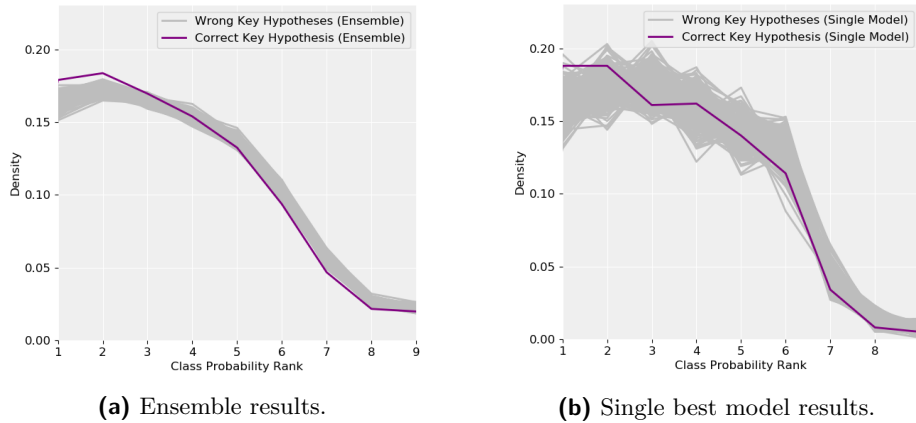 Wrong Key Hypotheses (Ensemble)
Correct Key Hypothesis (Ensemble)
0.20
0.15
0.10
0.05
0.00
Density
1 2 3 4 5 6 7 8 9
Class Probability Rank
(a) Ensemble results.
Wrong Key Hypotheses (Single Model)
Correct Key Hypothesis (Single Model)
0.20
0.15
0.10
0.05
0.00
Density
1 2 3 4 5 6 7 8
Class Probability Rank
(b) Single best model results.